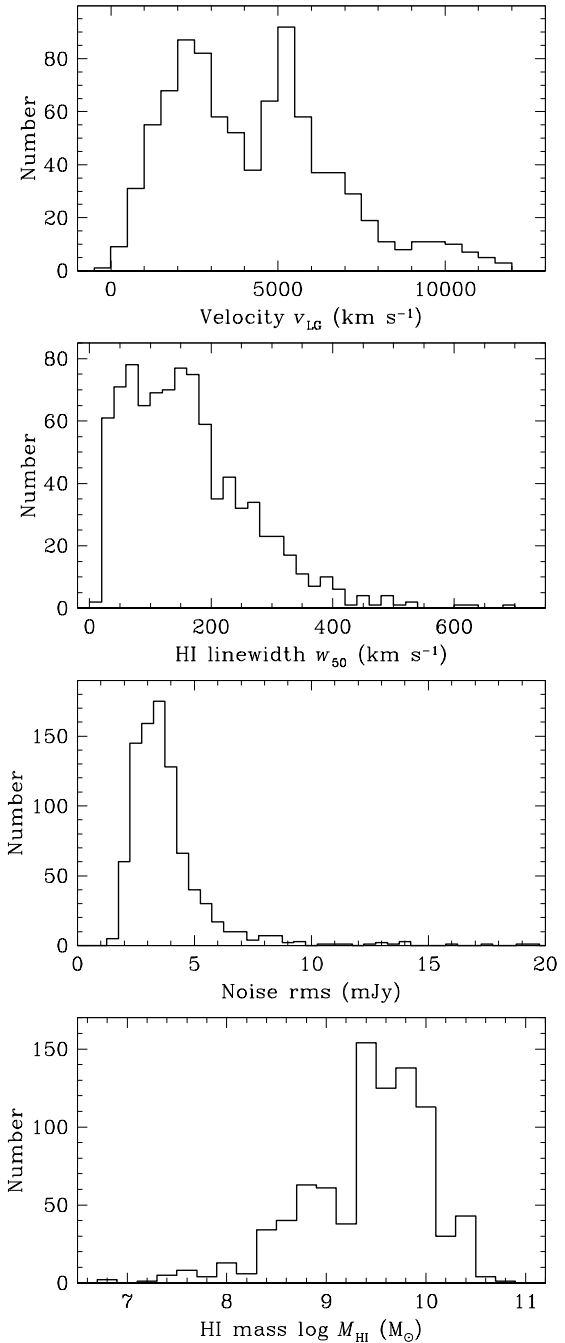 80
60
40
20
0
Number
0 5000 10000
Velocity v_LG (km s⁻¹)
80
60
40
20
0
Number
0 200 400 600
HI linewidth w_50 (km s⁻¹)
150
100
50
0
Number
0 5 10 15 20
Noise rms (mJy)
150
100
50
0
Number
7 8 9 10 11
HI mass log M_HI (M_⊙)